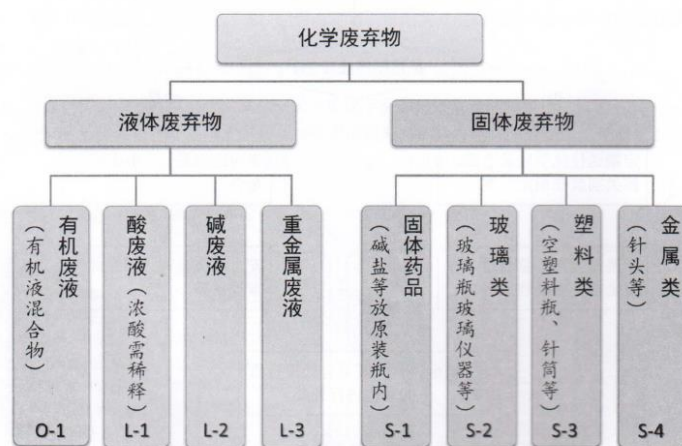 化学废弃物
液体废弃物
固体废弃物
有机废液
（有机液混合物）
O-1
酸废液（浓酸需稀释）
L-1
碱废液
L-2
重金属废液
L-3
固体药品
（碱盐等放原装瓶内）
S-1
玻璃类
（玻璃瓶玻璃仪器等）
S-2
塑料类
（空塑料瓶、针筒等）
S-3
金属类
（针头等）
S-4